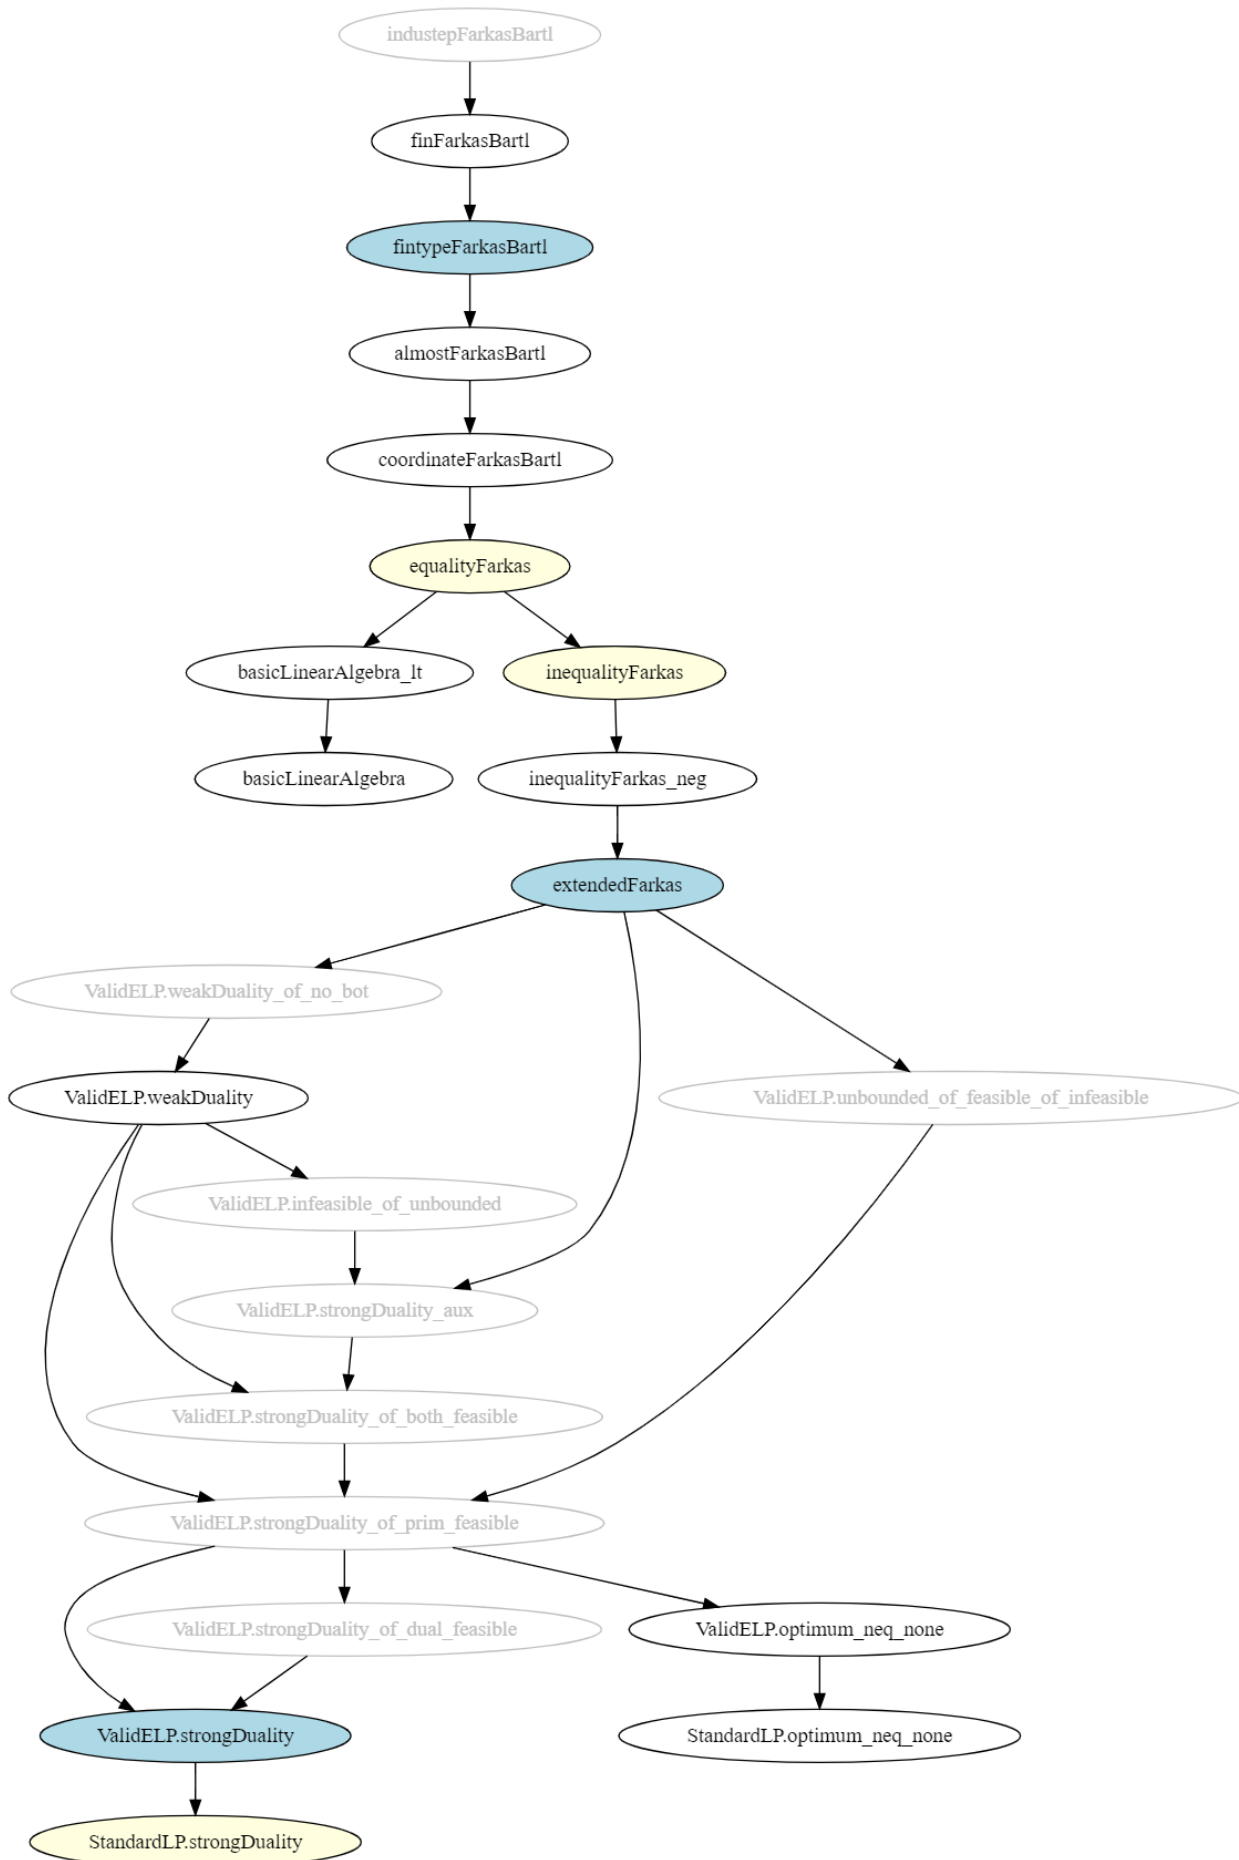 industepFarkasBartl
finFarkasBartl
fintypeFarkasBartl
almostFarkasBartl
coordinateFarkasBartl
equalityFarkas
basicLinearAlgebra_lt
inequalityFarkas
basicLinearAlgebra
inequalityFarkas_neg
extendedFarkas
ValidELP.weakDuality_of_no_bot
ValidELP.weakDuality
ValidELP.unbounded_of_feasible_of_infeasible
ValidELP.infeasible_of_unbounded
ValidELP.strongDuality_aux
ValidELP.strongDuality_of_both_feasible
ValidELP.strongDuality_of_prim_feasible
ValidELP.strongDuality_of_dual_feasible
ValidELP.optimum_neq_none
ValidELP.strongDuality
StandardLP.optimum_neq_none
StandardLP.strongDuality